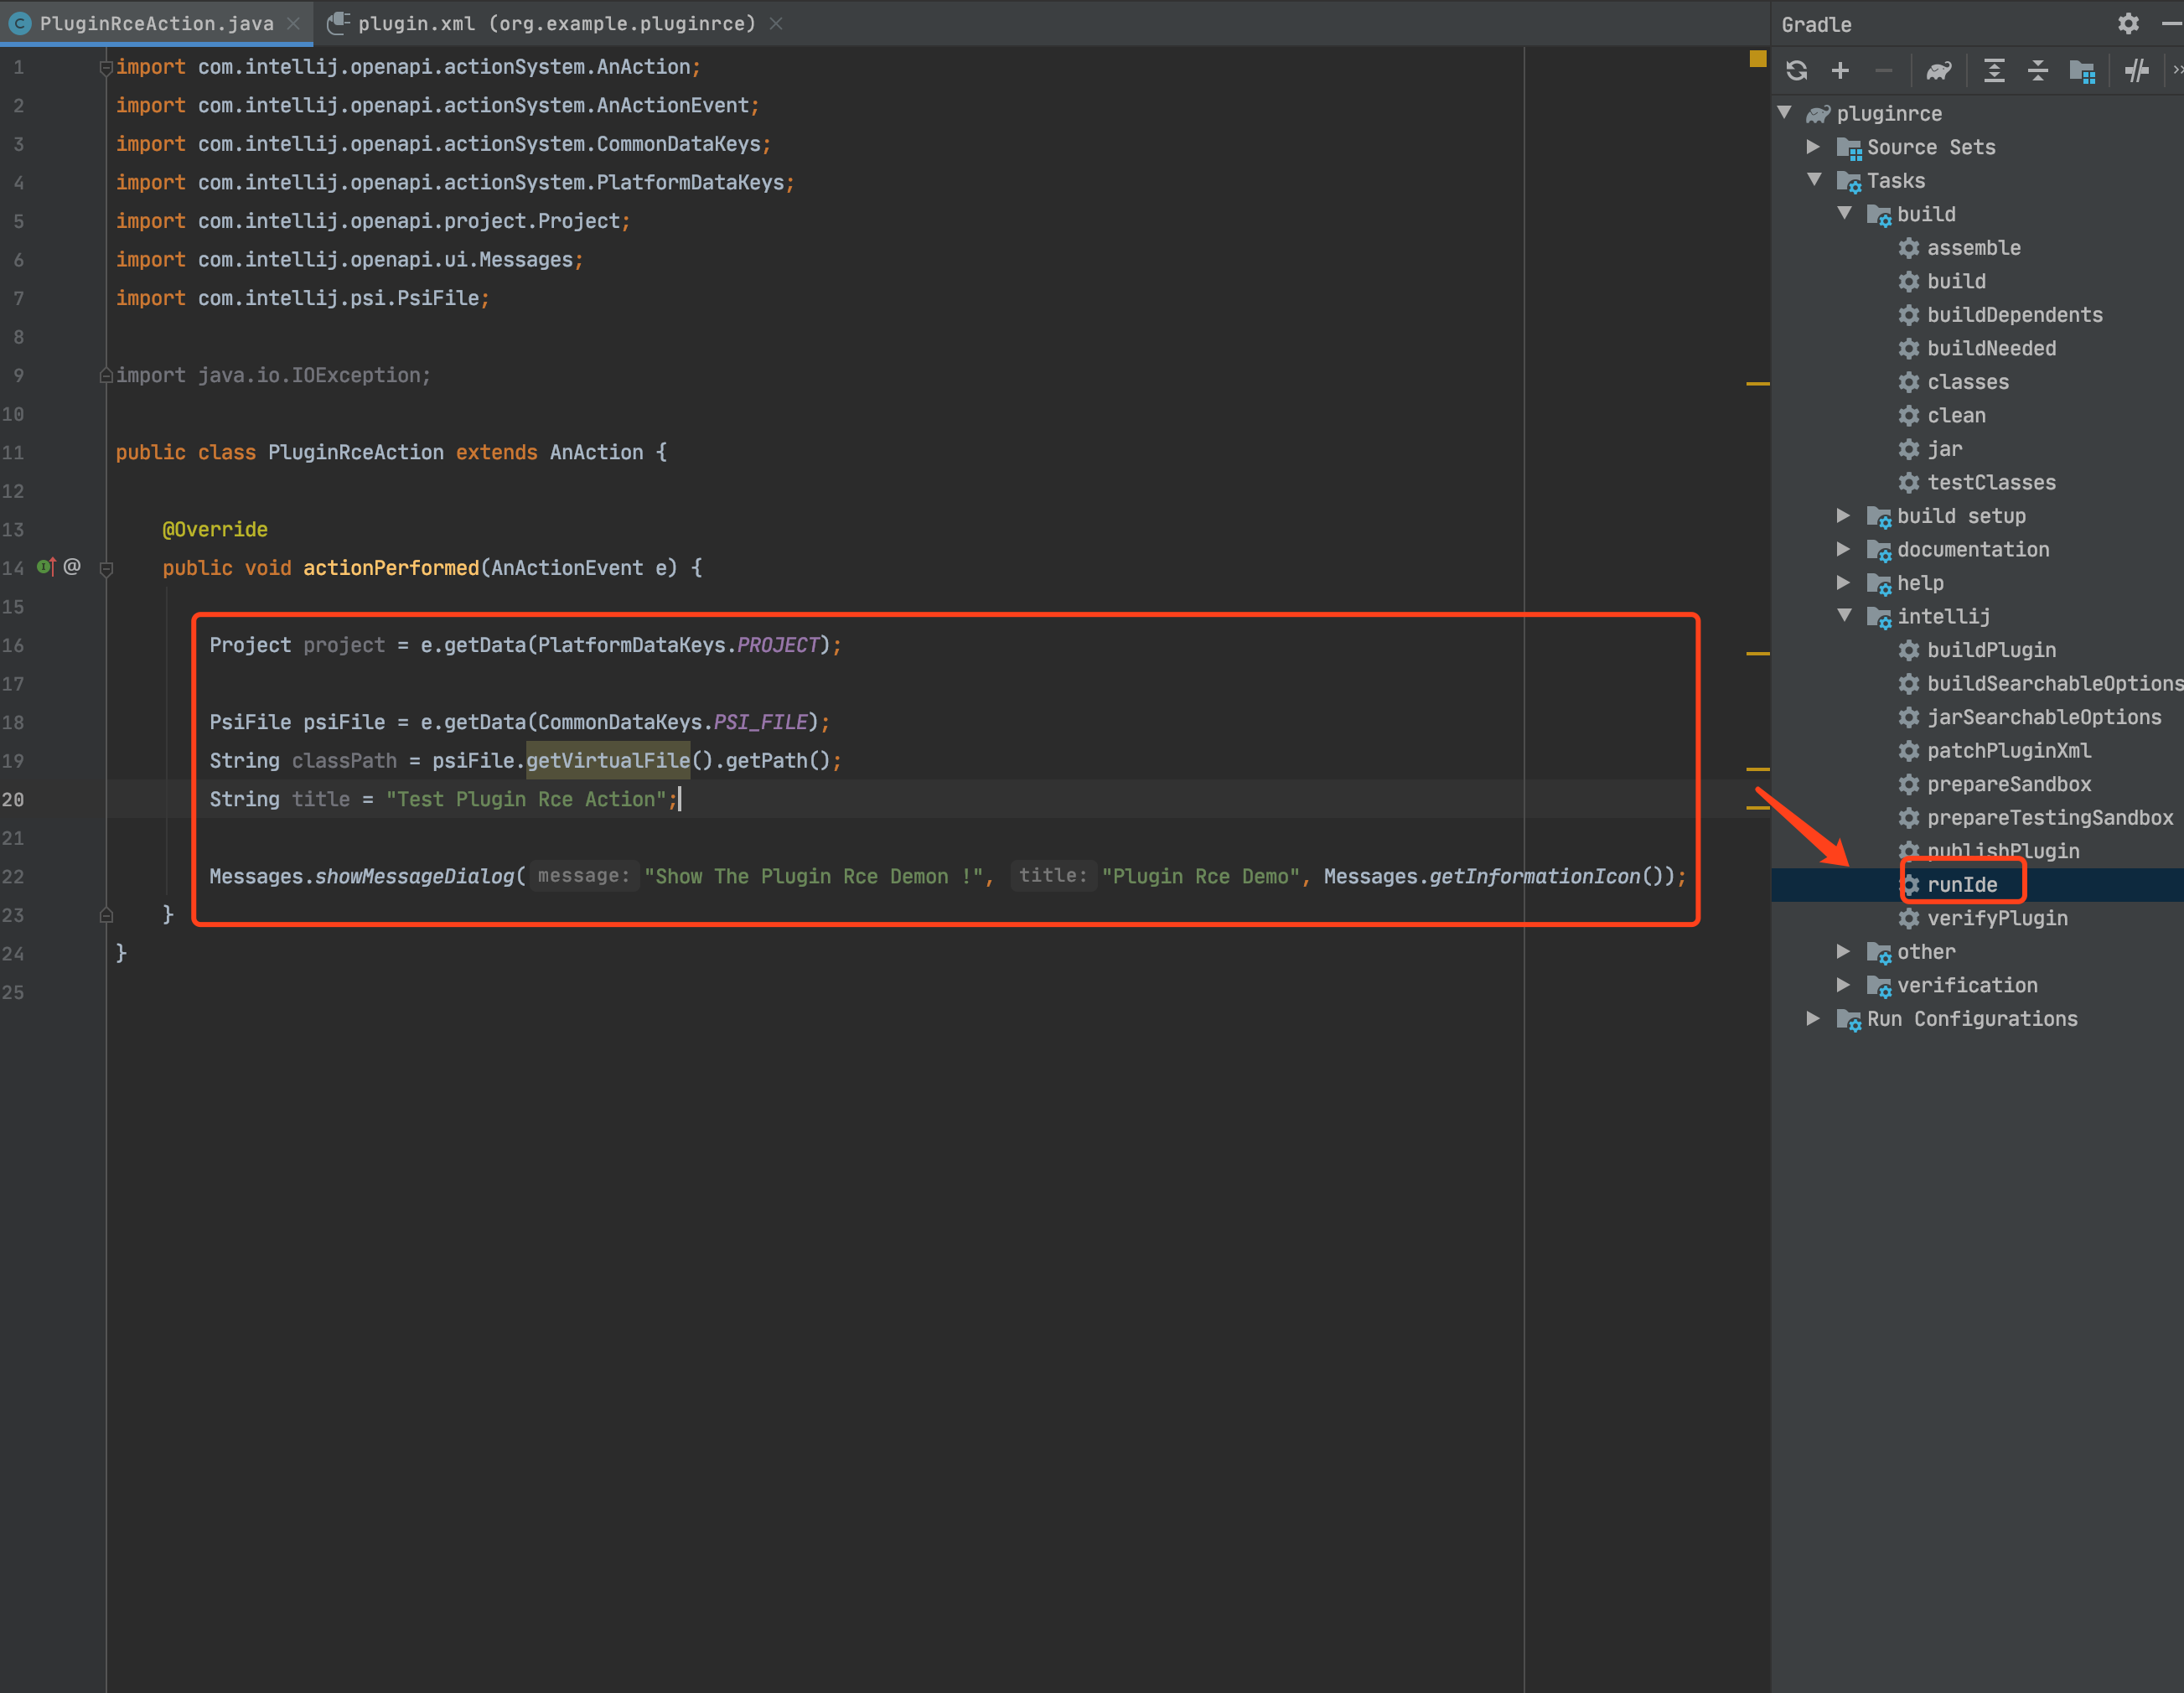 PluginRceAction.java
plugin.xml (org.example.pluginrce)
1 import com.intellij.openapi.actionSystem.AnAction;
2 import com.intellij.openapi.actionSystem.AnActionEvent;
3 import com.intellij.openapi.actionSystem.CommonDataKeys;
4 import com.intellij.openapi.actionSystem.PlatformDataKeys;
5 import com.intellij.openapi.project.Project;
6 import com.intellij.openapi.ui.Messages;
7 import com.intellij.psi.PsiFile;
8
9 import java.io.IOException;
10
11 public class PluginRceAction extends AnAction {
12
13 @Override
14 @ public void actionPerformed(AnActionEvent e) {
15
16 Project project = e.getData(PlatformDataKeys.PROJECT);
17
18 PsiFile psiFile = e.getData(CommonDataKeys.PSI_FILE);
19 String classPath = psiFile.getVirtualFile().getPath();
20 String title = "Test Plugin Rce Action";
21
22 Messages.showMessageDialog( message: "Show The Plugin Rce Demon !", title: "Plugin Rce Demo", Messages.getInformationIcon());
23 }
24 }
25
Gradle
pluginrce
Source Sets
Tasks
build
assemble
build
buildDependents
buildNeeded
classes
clean
jar
testClasses
build setup
documentation
help
intellij
buildPlugin
buildSearchableOptions
jarSearchableOptions
patchPluginXml
prepareSandbox
prepareTestingSandbox
publishPlugin
runIde
verifyPlugin
other
verification
Run Configurations